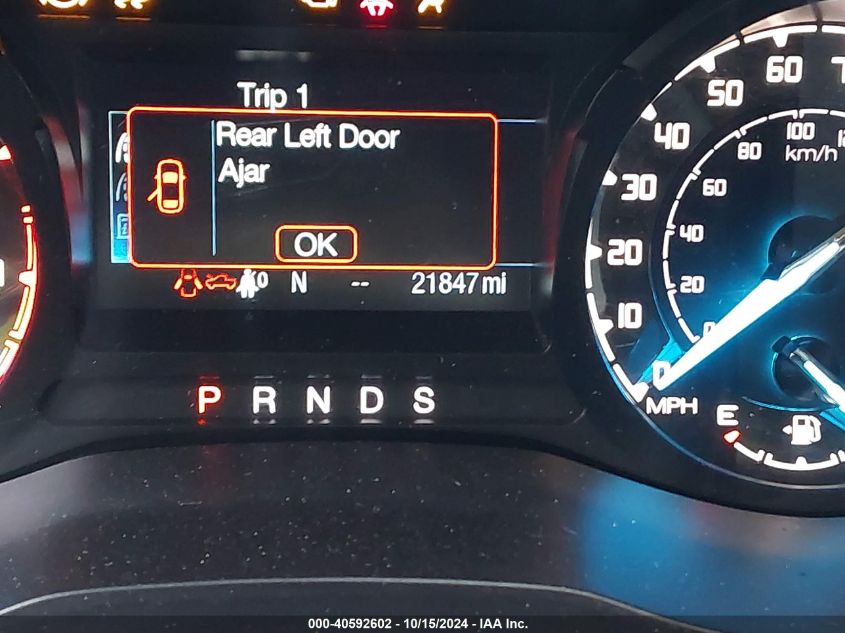 Trip 1
Rear Left Door
Ajar
OK
0 N -- 21847 mi
P R N D S
0 10 20 30 40 50 60
MPH
0 20 40 60 80 100
km/h
E
000-40592602 - 10/15/2024 - IAA Inc.